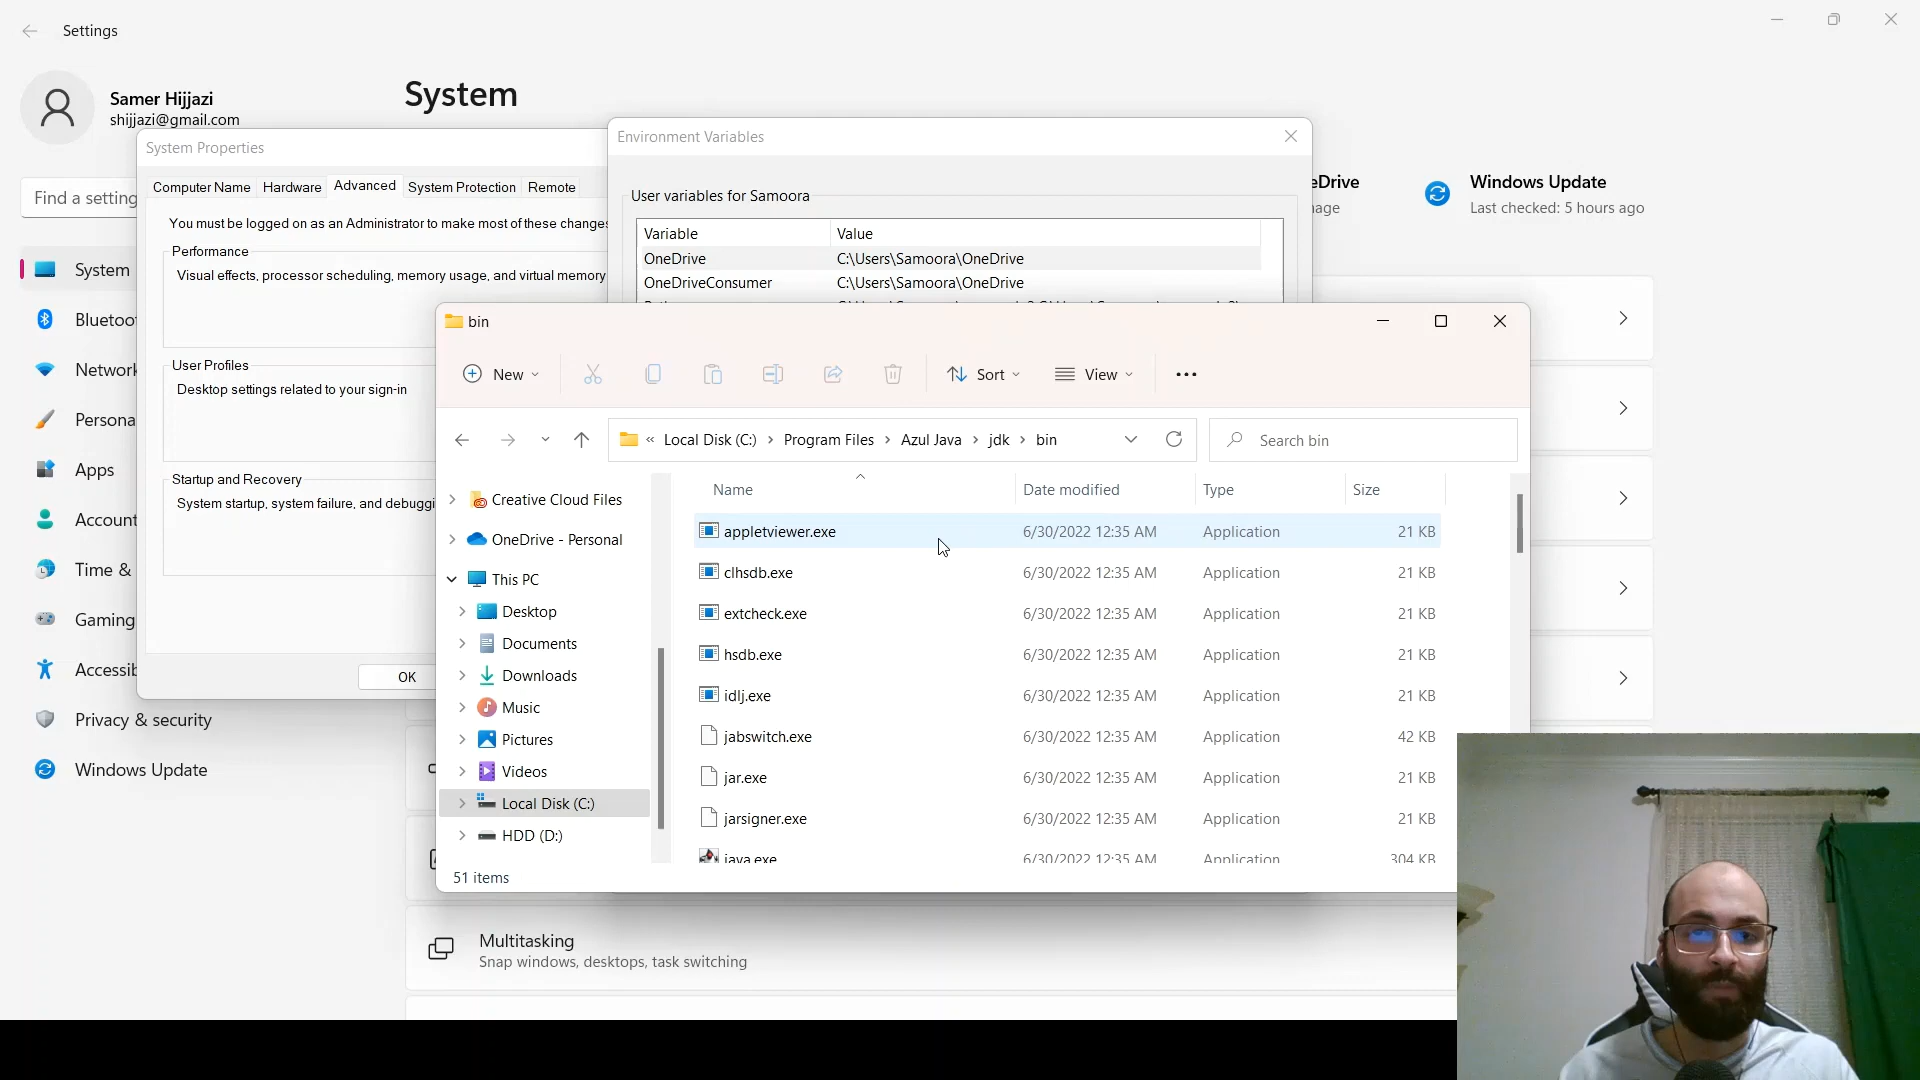 Settings
Samer Hijjazi
shijjazi@gmail.com
System
Find a setting
System
Network
Apps
Account
Time &
Gaming
Privacy & security
Windows Update
System Properties
Computer Name Hardware Advanced System Protection Remote
You must be logged on as an Administrator to make most of these changes
Performance
Visual effects, processor scheduling, memory usage, and virtual memory
User Profiles
Desktop settings related to your sign-in
Startup and Recovery
System startup, system failure, and debuggi
OK
Environment Variables
User variables for Samoora
Variable Value
OneDrive C:\Users\Samoora\OneDrive
OneDriveConsumer C:\Users\Samoora\OneDrive
eDrive
Windows Update
Last checked: 5 hours ago
bin
New Sort View
« Local Disk (C:) › Program Files › Azul Java › jdk › bin
Search bin
Creative Cloud Files
OneDrive - Personal
This PC
Desktop
Documents
Downloads
Music
Pictures
Videos
Local Disk (C:)
HDD (D:)
Name Date modified Type Size
appletviewer.exe 6/30/2022 12:35 AM Application 21 KB
clhsdb.exe 6/30/2022 12:35 AM Application 21 KB
extcheck.exe 6/30/2022 12:35 AM Application 21 KB
hsdb.exe 6/30/2022 12:35 AM Application 21 KB
idlj.exe 6/30/2022 12:35 AM Application 21 KB
jabswitch.exe 6/30/2022 12:35 AM Application 42 KB
jar.exe 6/30/2022 12:35 AM Application 21 KB
jarsigner.exe 6/30/2022 12:35 AM Application 21 KB
java.exe 6/30/2022 12:35 AM Application 304 KB
51 items
Multitasking
Snap windows, desktops, task switching